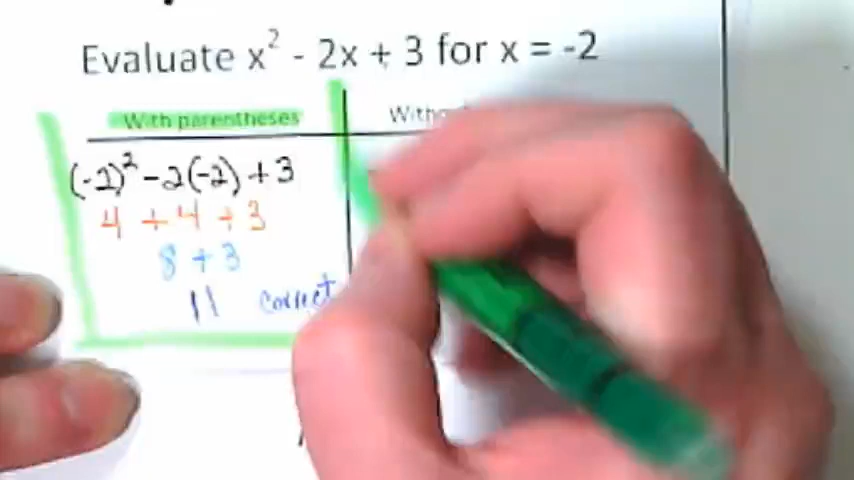 Evaluate x² - 2x + 3 for x = -2
With parentheses
(-2)² - 2(-2) + 3
4 + 4 + 3
8 + 3
11 correct